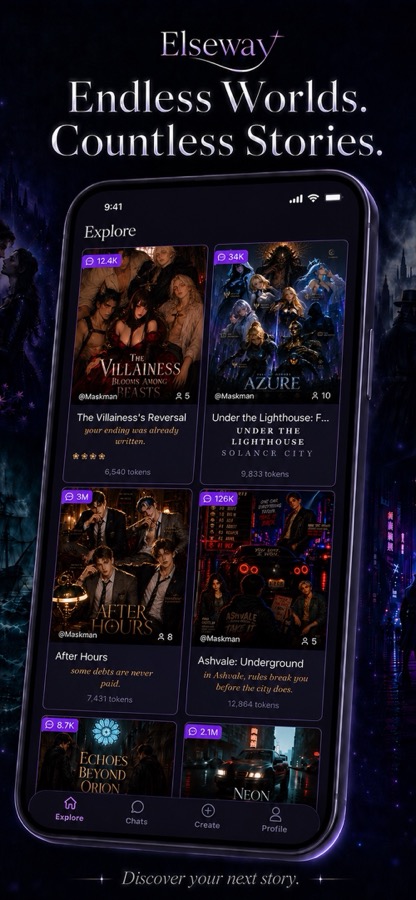 Elseway
Endless Worlds.
Countless Stories.
9:41
Explore
12.4K
34K
THE
VILLAINESS
BLOOMS AMONG
BEASTS
AZURE
@Maskman
5
@Maskman
10
The Villainess's Reversal
Under the Lighthouse: F...
your ending was already
written.
UNDER THE
LIGHTHOUSE
SOLANCE CITY
6,540 tokens
9,833 tokens
3M
126K
AFTER
HOURS
ASHVALE
@Maskman
8
@Maskman
5
After Hours
Ashvale: Underground
some debts are never
paid.
in Ashvale, rules break you
before the city does.
7,431 tokens
12,864 tokens
8.7K
2.1M
ECHOES
BEYOND
ORION
NEON
Explore
Chats
Create
Profile
Discover your next story.